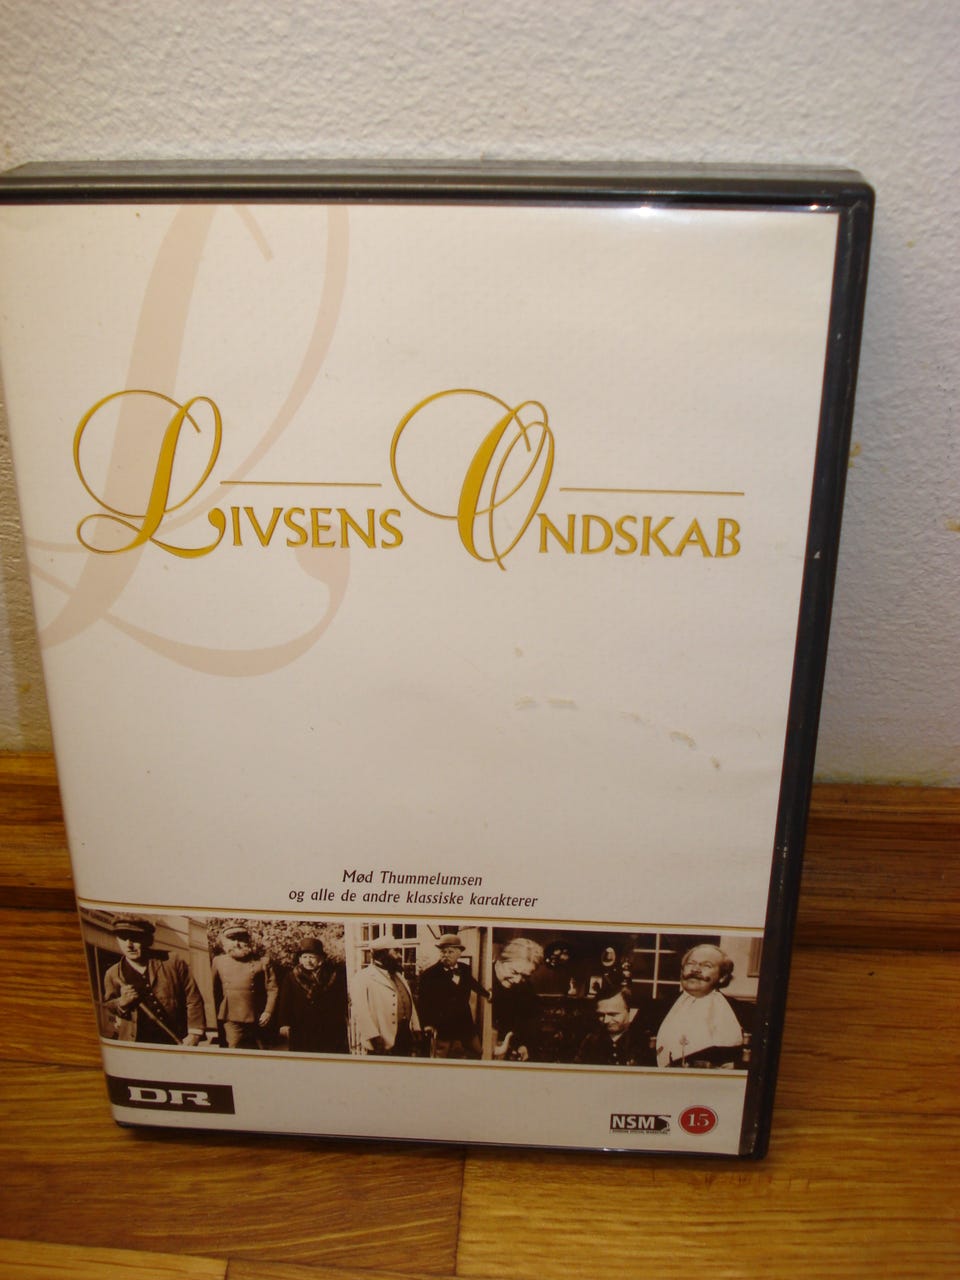 Livsens Ondskab
Mød Thummelumsen
og alle de andre klassiske karakterer
DR
NSM
15